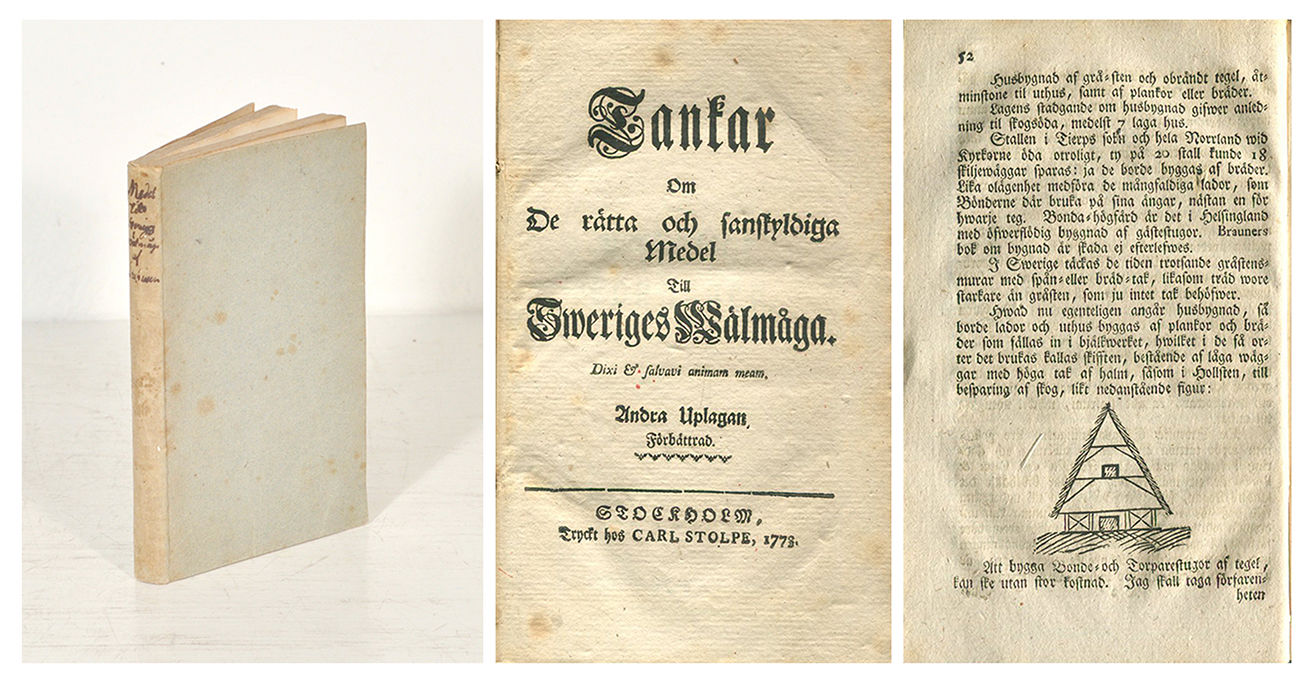 Medel
Tankar
Om
De rätta och sanskyldiga
Medel
Till
Sweriges Wälmåga.
Dixi & salvavi animam meam.
Andra Uplagan,
Förbättrad.
STOCKHOLM,
Tryckt hos CARL STOLPE, 1773.
52
Husbygnad af grå-sten och obrändt tegel, åt-
minstone til uthus, samt af plankor eller bräder.
Lagens stadgande om husbygnad gifwer anled-
ning til skogsöda, medelst 7 laga hus.
Stallen i Tierps sokn och hela Norrland wid
Kyrkorne öda otroligt, ty på 20 stall kunde 18
skiljewäggar sparas: ja de borde byggas af bräder.
Lika olägenhet medföra de mångfaldiga lador, som
Bönderne där bruka på sina ängar, nästan en för
hwarje teg. Bonda-högfärd är det i Helsingland
med öfwerflödig byggnad af gästestugor. Brauners
bok om bygnad är skada ej efterlefwes.
I Swerige täckas de tiden trotsande gråstens-
murar med spån- eller bräd-tak, likasom träd wore
starkare än gråsten, som ju intet tak behöfwer.
Hwad nu egenteligen angår husbygnad, så
borde lador och uthus byggas af plankor och brä-
der som fällas in i bjälkwerket, hwilket i de få or-
ter det brukas kallas skifften, bestående af låga wäg-
gar med höga tak af halm, såsom i Hollsten, till
besparing af skog, likt nedanstående figur:
Att bygga Bonde- och Torparestugor af tegel,
kan ske utan stor kostnad. Jag skall taga förfaren-
heten